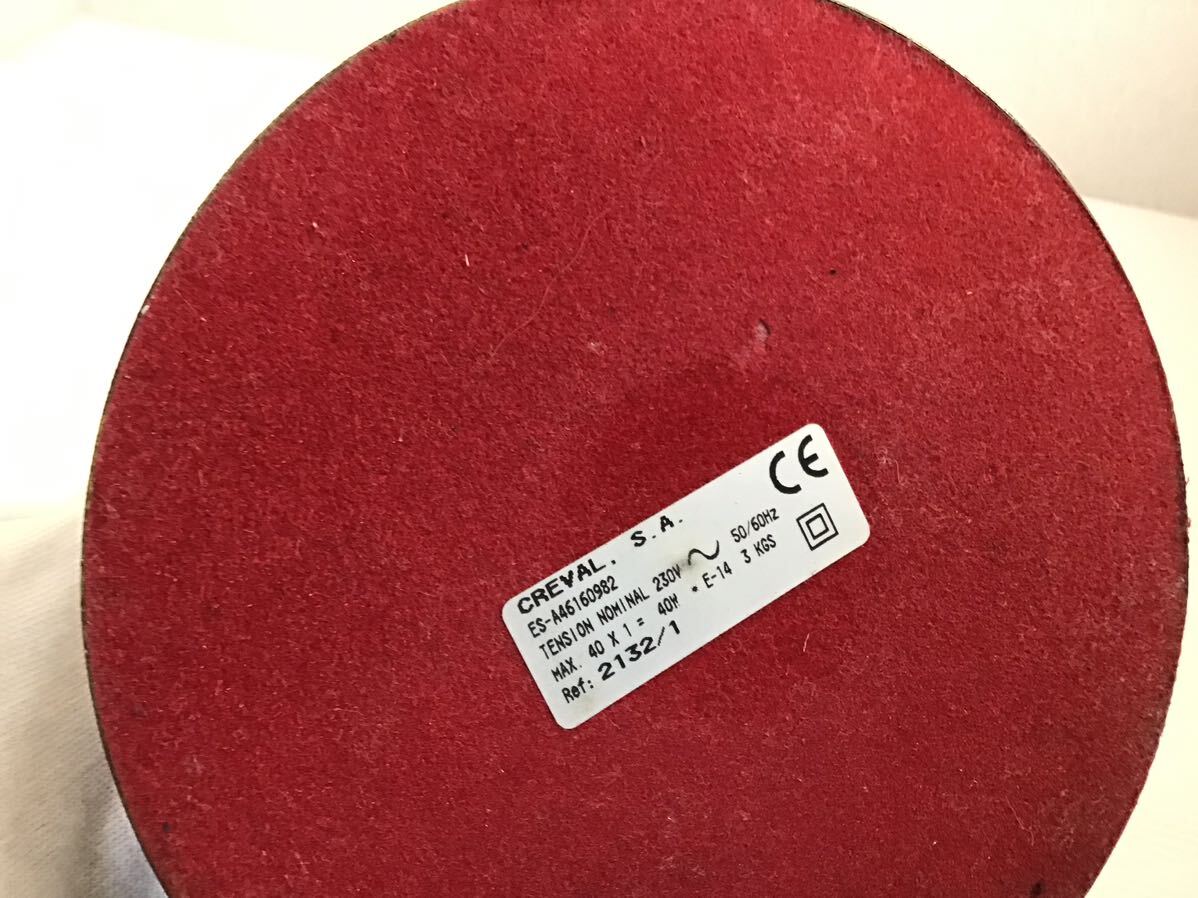 CE
CREVAL, S.A.
ES-A46160982
TENSION NOMINAL 230V ~ 50/60Hz
MAX. 40 X 1 = 40W * E-14 3 KGS
Ref: 2132/1